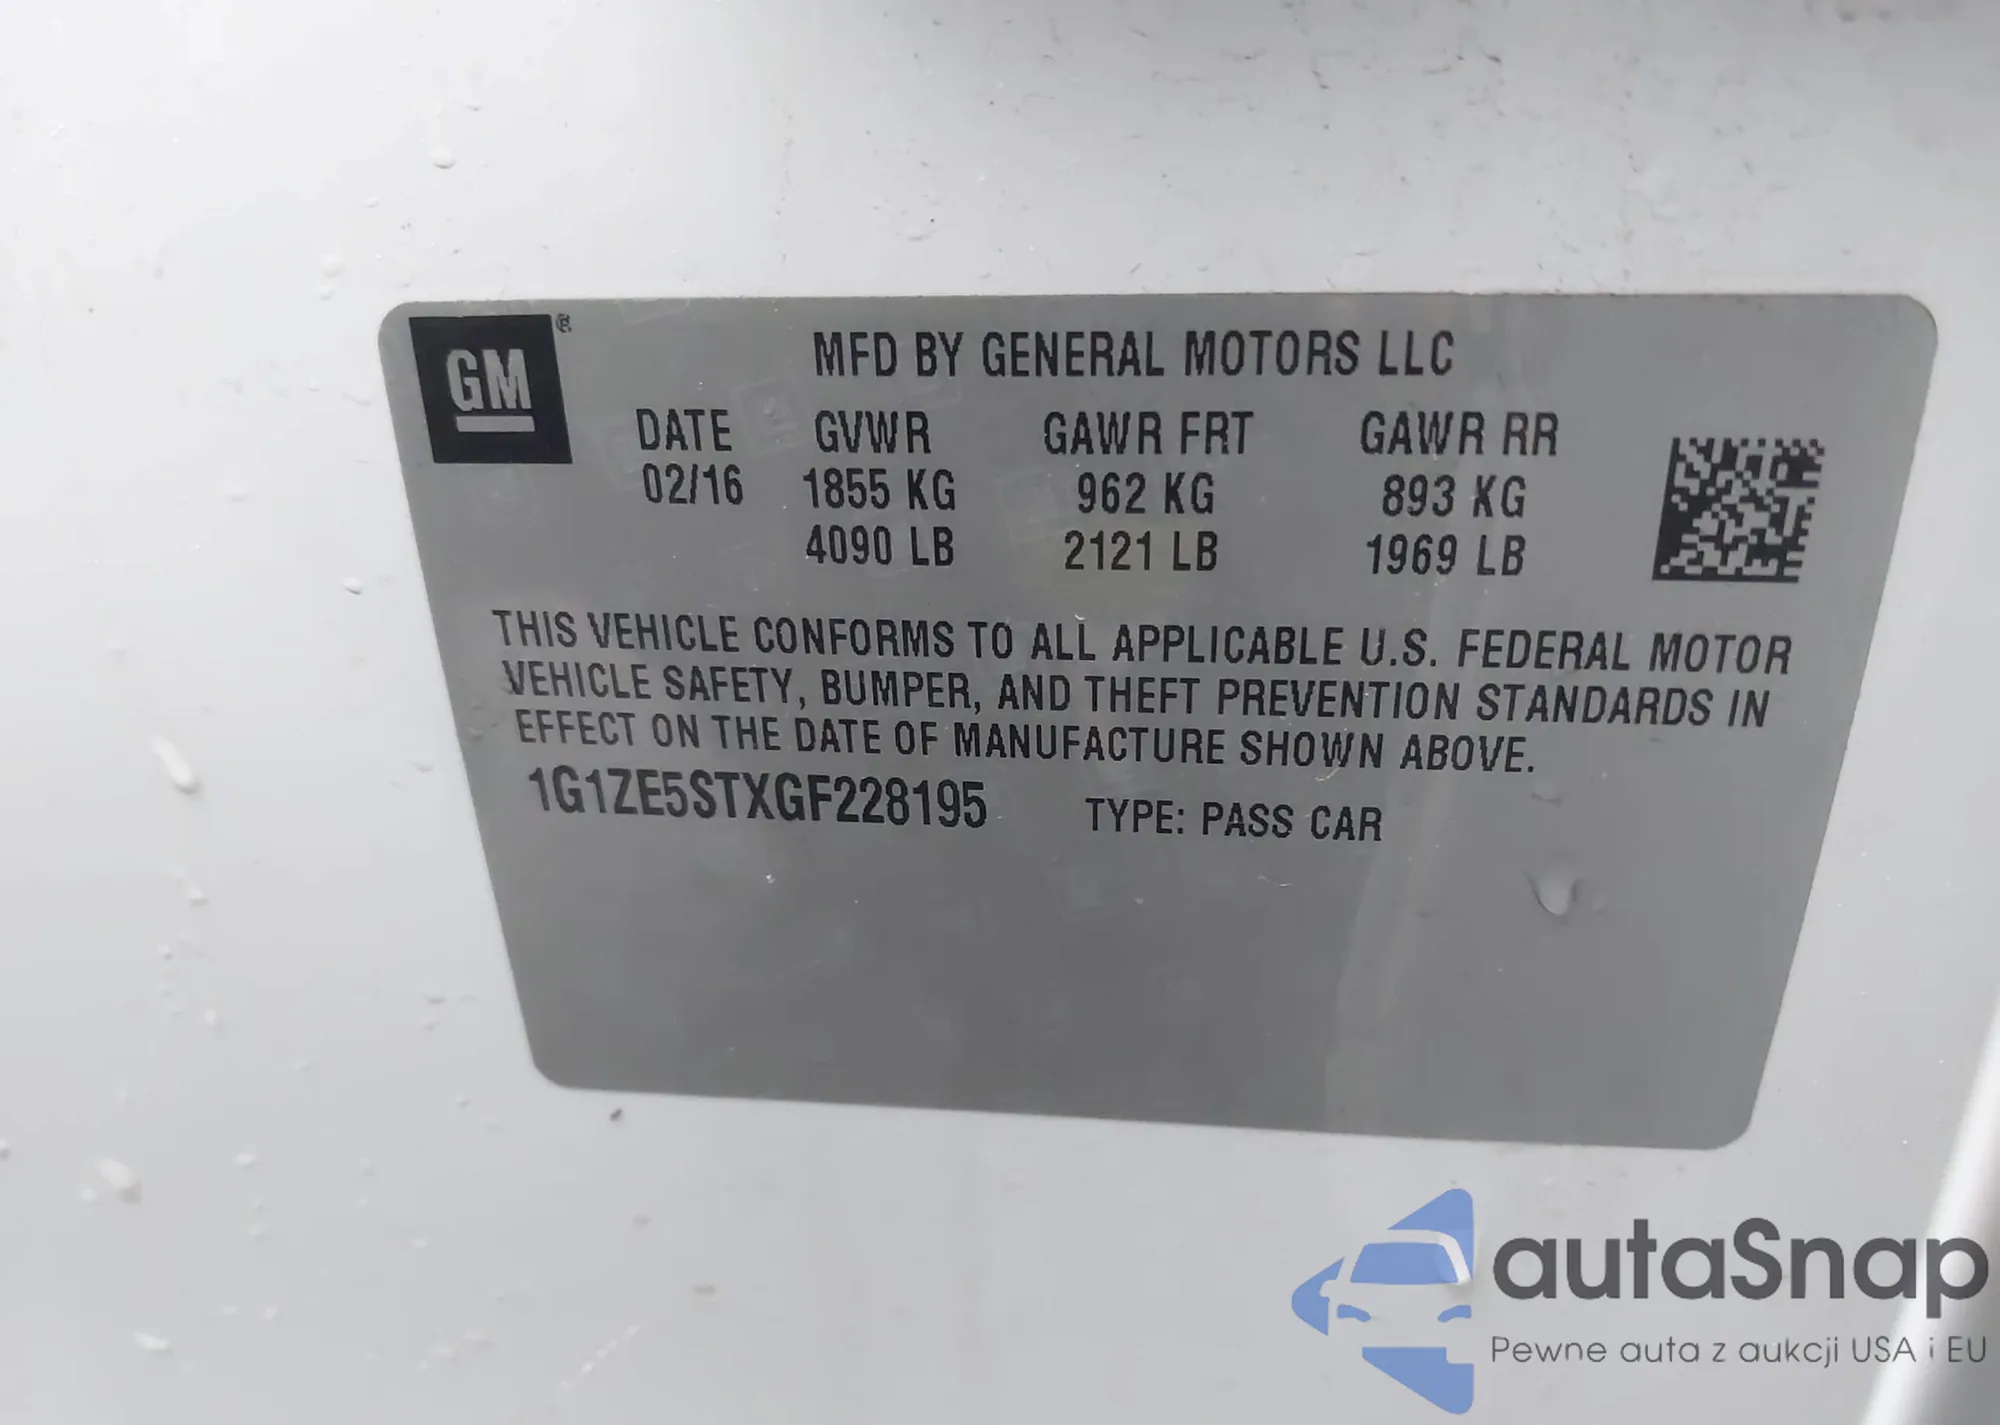 GM ®
MFD BY GENERAL MOTORS LLC
DATE GVWR GAWR FRT GAWR RR
02/16 1855 KG 962 KG 893 KG
4090 LB 2121 LB 1969 LB
THIS VEHICLE CONFORMS TO ALL APPLICABLE U.S. FEDERAL MOTOR
VEHICLE SAFETY, BUMPER, AND THEFT PREVENTION STANDARDS IN
EFFECT ON THE DATE OF MANUFACTURE SHOWN ABOVE.
1G1ZE5STXGF228195 TYPE: PASS CAR
autaSnap
Pewne auta z aukcji USA i EU